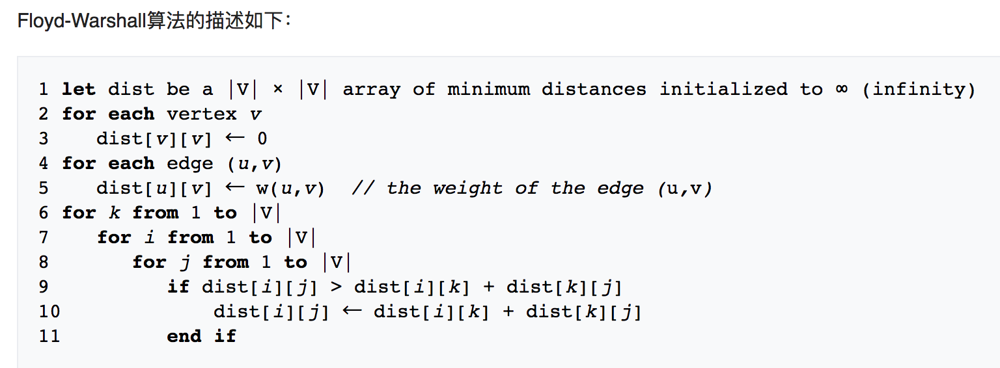 Floyd-Warshall算法的描述如下：
1 let dist be a |V| × |V| array of minimum distances initialized to ∞ (infinity)
2 for each vertex v
3    dist[v][v] ← 0
4 for each edge (u,v)
5    dist[u][v] ← w(u,v)  // the weight of the edge (u,v)
6 for k from 1 to |V|
7    for i from 1 to |V|
8       for j from 1 to |V|
9          if dist[i][j] > dist[i][k] + dist[k][j]
10             dist[i][j] ← dist[i][k] + dist[k][j]
11         end if